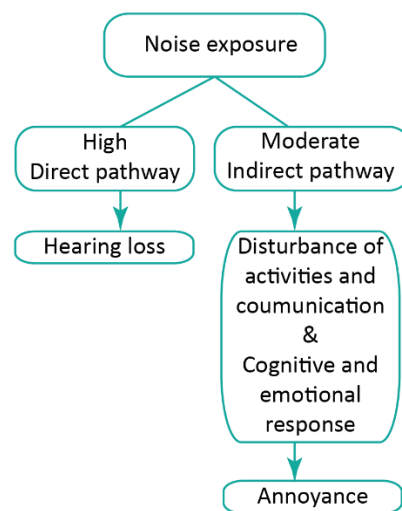 Noise exposure
High
Direct pathway
Moderate
Indirect pathway
Hearing loss
Disturbance of
activities and
coumunication
&
Cognitive and
emotional
response
Annoyance